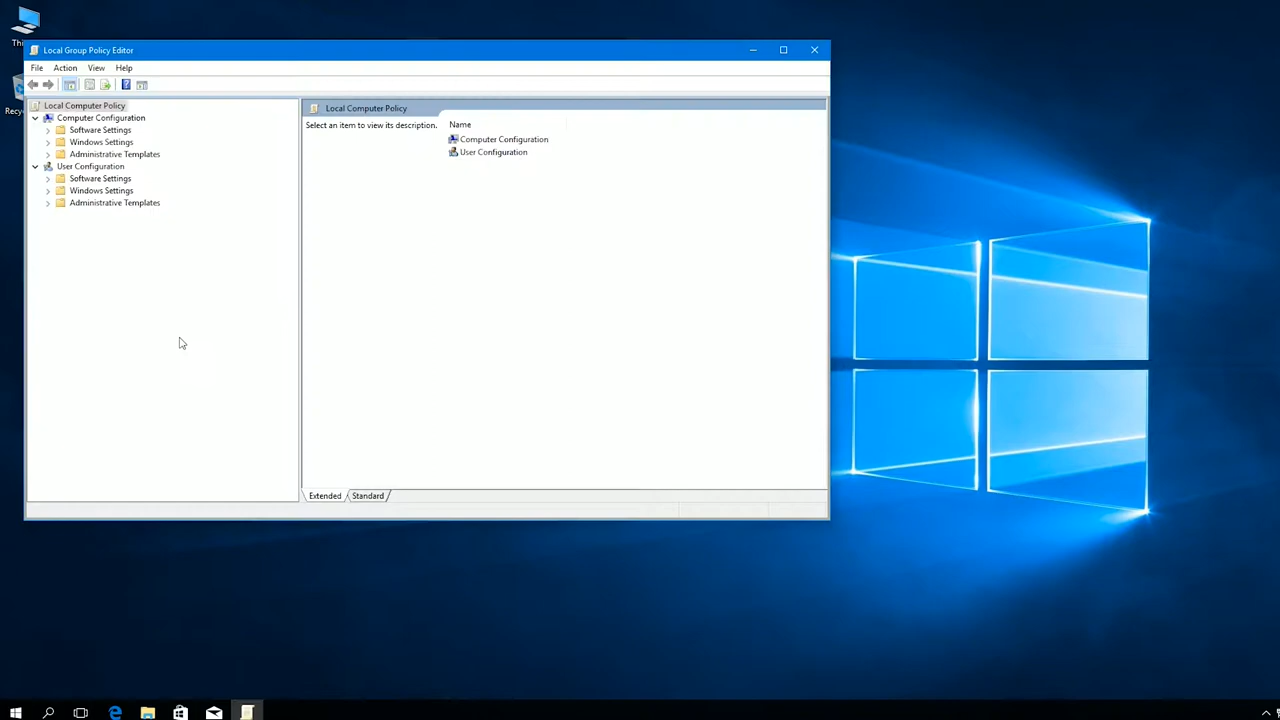 Thi
Recyc
Local Group Policy Editor
File Action View Help
Local Computer Policy
Computer Configuration
Software Settings
Windows Settings
Administrative Templates
User Configuration
Software Settings
Windows Settings
Administrative Templates
Local Computer Policy
Select an item to view its description.
Name
Computer Configuration
User Configuration
Extended Standard